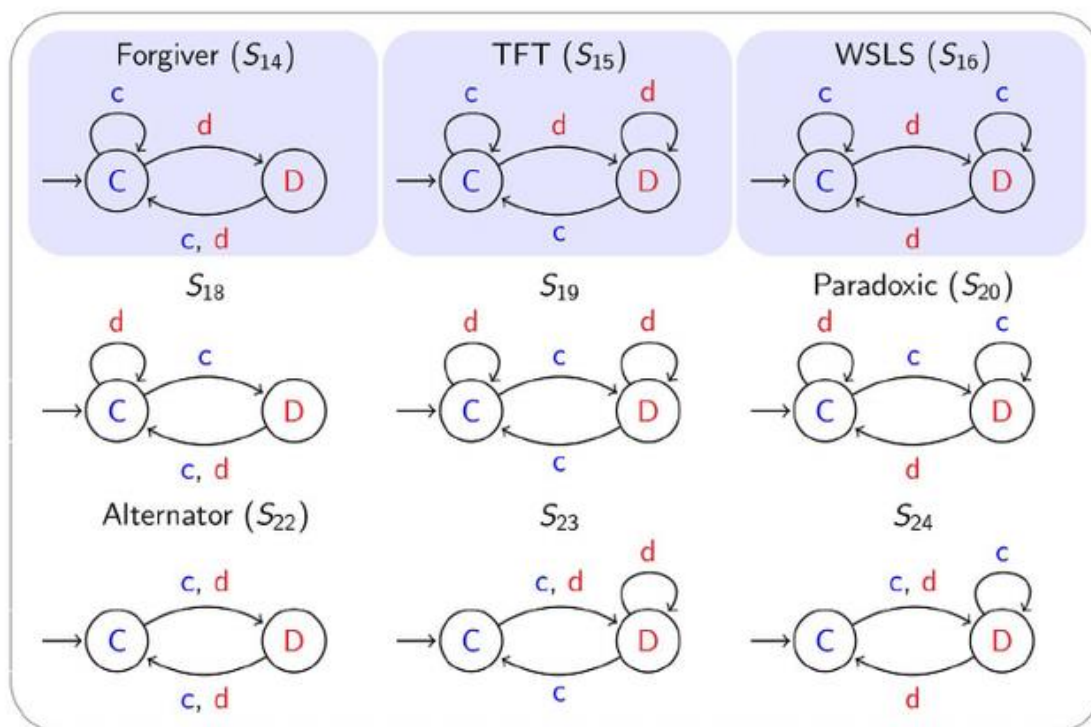 Forgiver (S14) TFT (S15) WSLS (S16)
c c d c c
d d d
C D C D C D
c, d c d
S18 S19 Paradoxic (S20)
d d d d c
c c c
C D C D C D
c, d c d
Alternator (S22) S23 S24
d c
c, d c, d c, d
C D C D C D
c, d c d